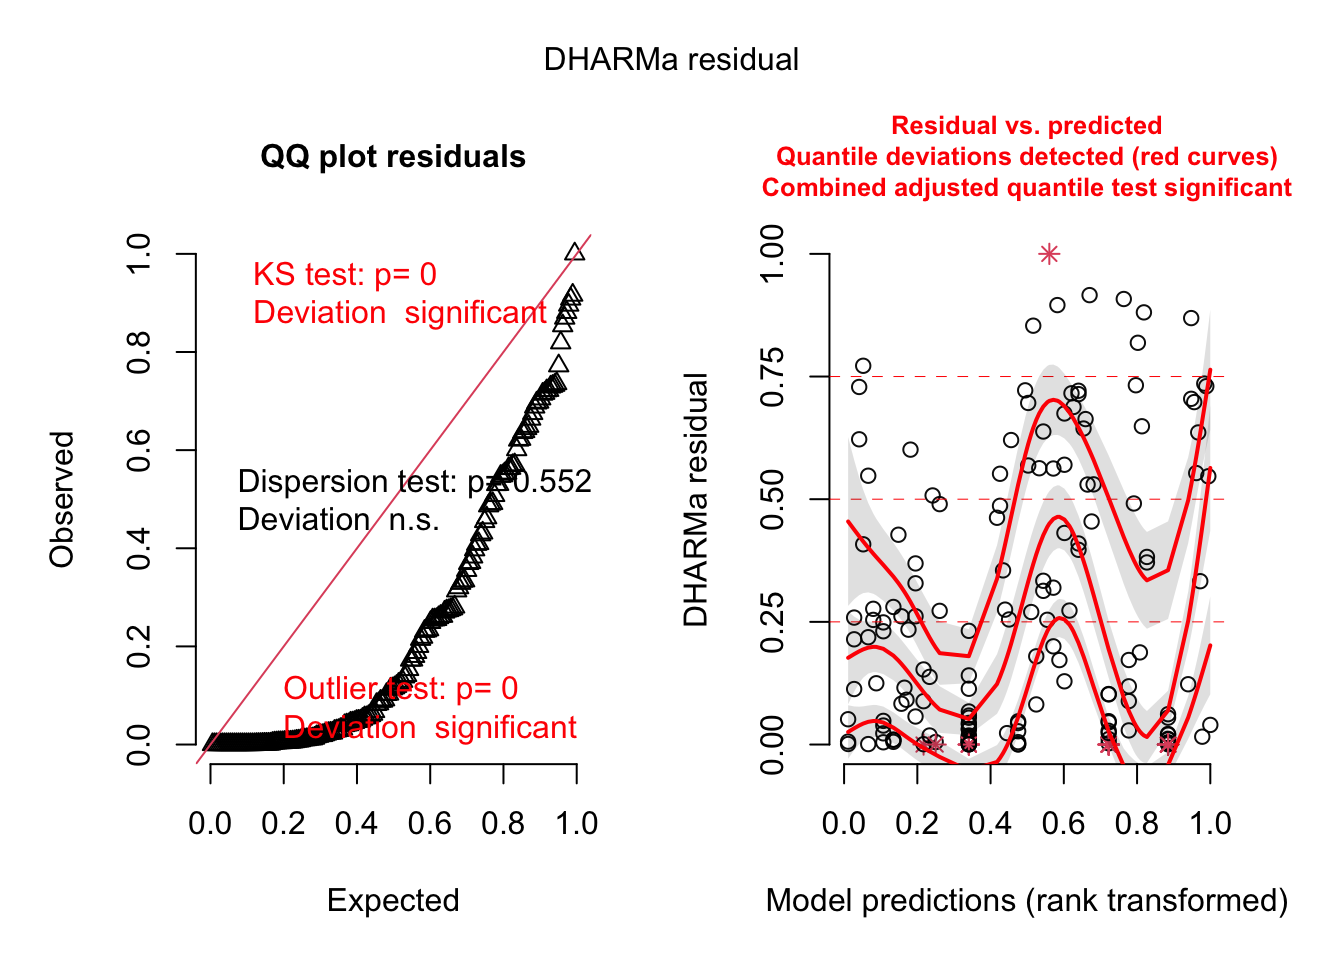 DHARMa residual
QQ plot residuals
KS test: p= 0
Deviation  significant
Dispersion test: p= 0.552
Deviation  n.s.
Outlier test: p= 0
Deviation  significant
Observed
1.0
0.8
0.6
0.4
0.2
0.0
0.0 0.2 0.4 0.6 0.8 1.0
Expected
Residual vs. predicted
Quantile deviations detected (red curves)
Combined adjusted quantile test significant
DHARMa residual
1.00
0.75
0.50
0.25
0.00
0.0 0.2 0.4 0.6 0.8 1.0
Model predictions (rank transformed)